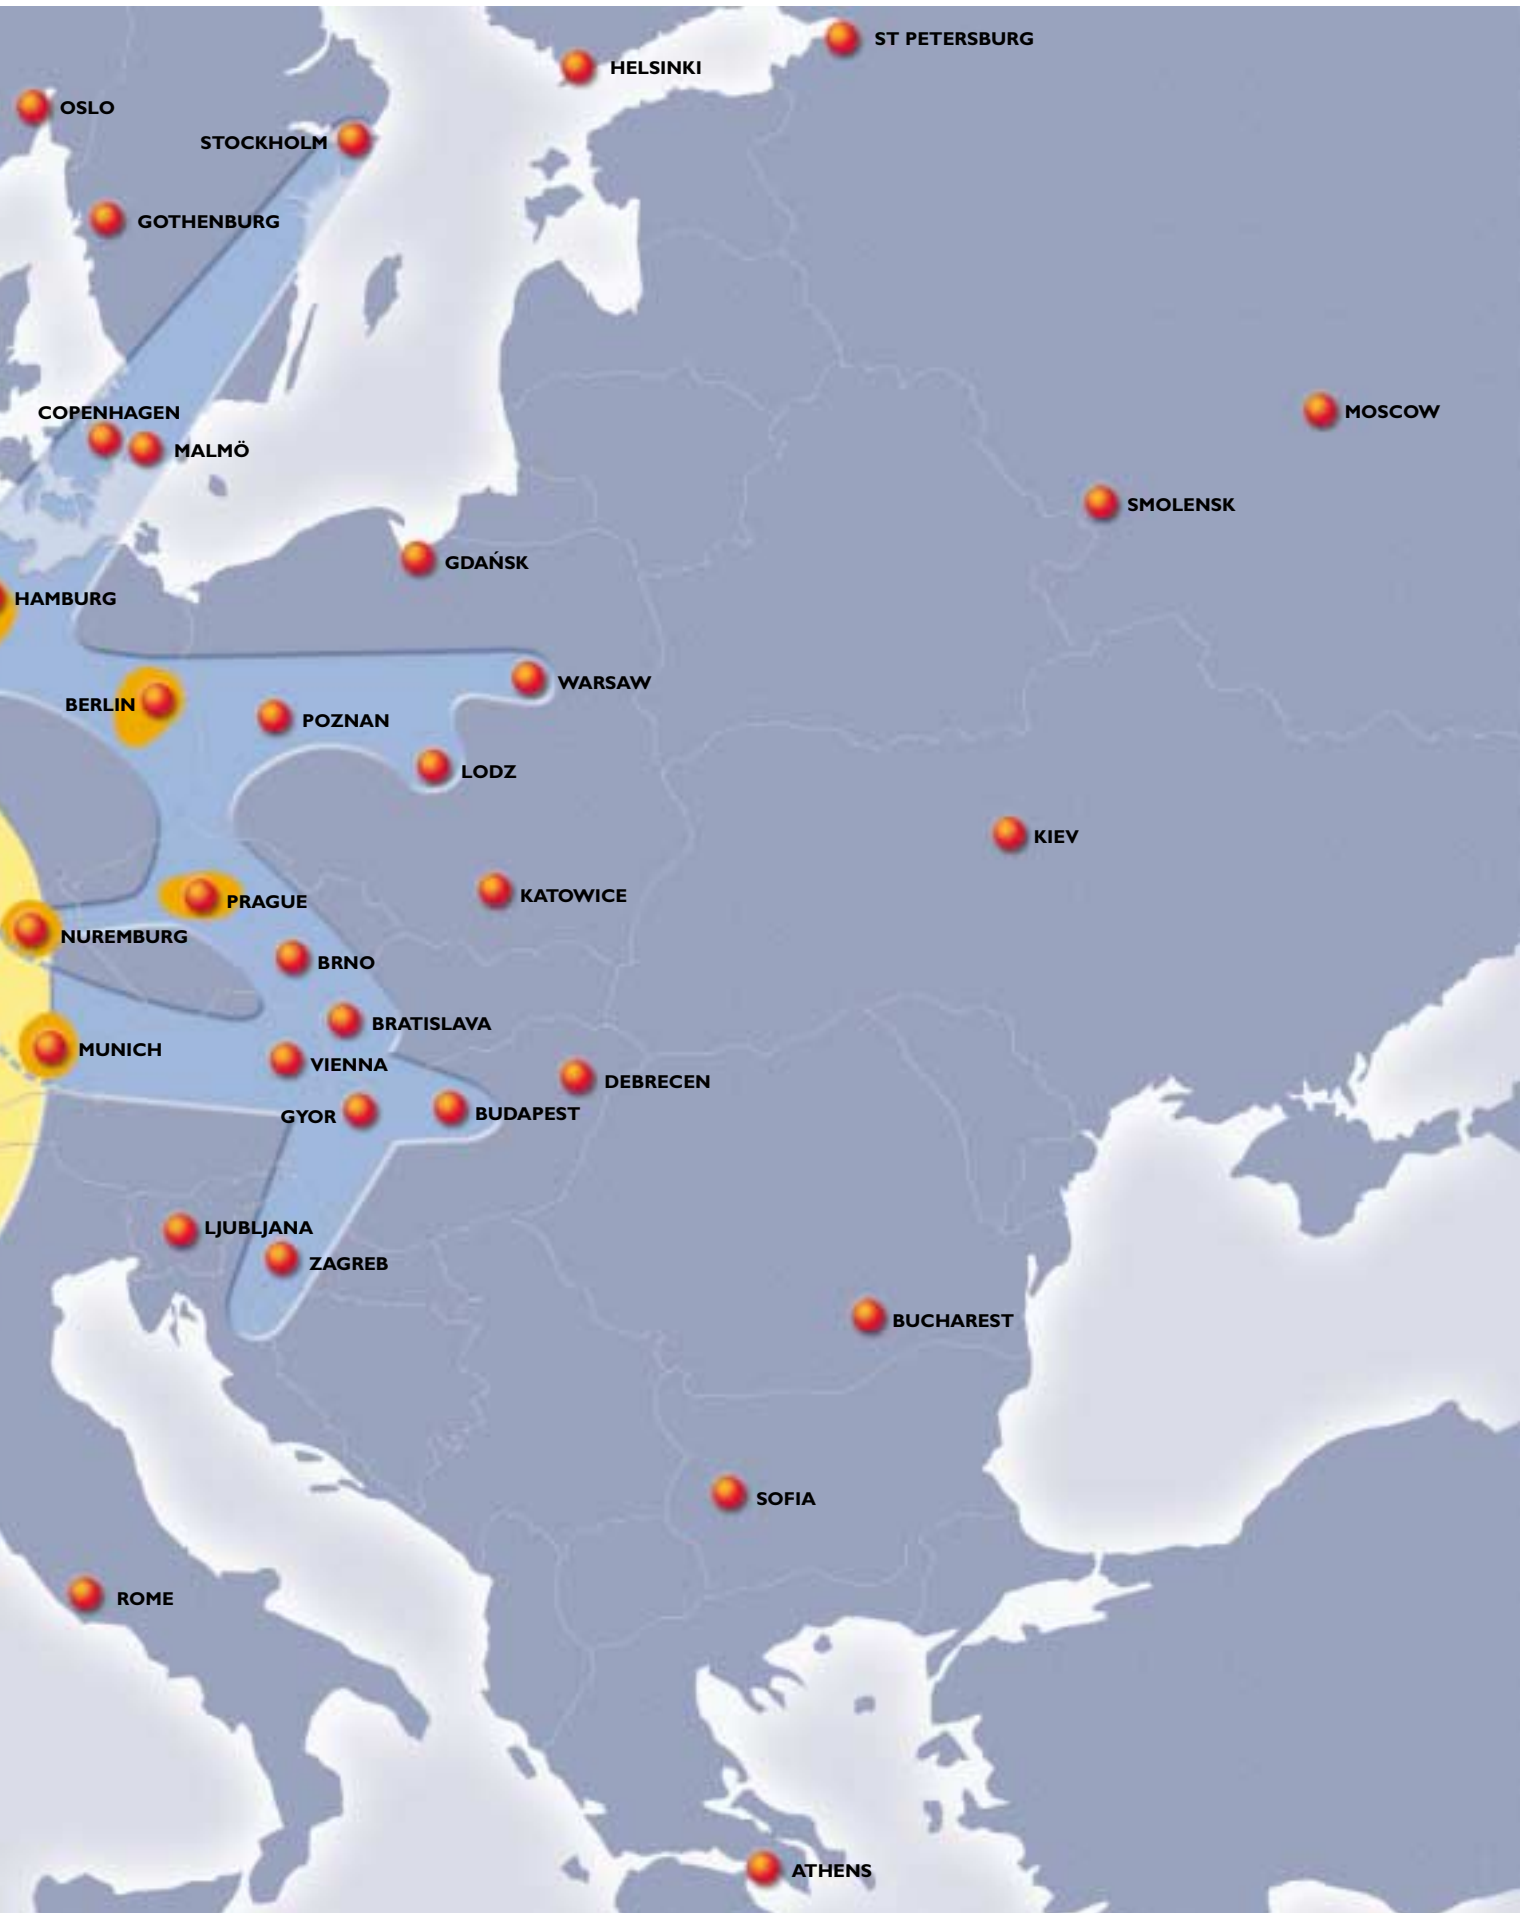 ST PETERSBURG
HELSINKI
OSLO
STOCKHOLM
GOTHENBURG
COPENHAGEN
MOSCOW
MALMÖ
SMOLENSK
GDAŃSK
HAMBURG
WARSAW
BERLIN
POZNAN
LODZ
KIEV
KATOWICE
PRAGUE
NUREMBURG
BRNO
BRATISLAVA
MUNICH
VIENNA
DEBRECEN
GYOR
BUDAPEST
LJUBLJANA
ZAGREB
BUCHAREST
SOFIA
ROME
ATHENS